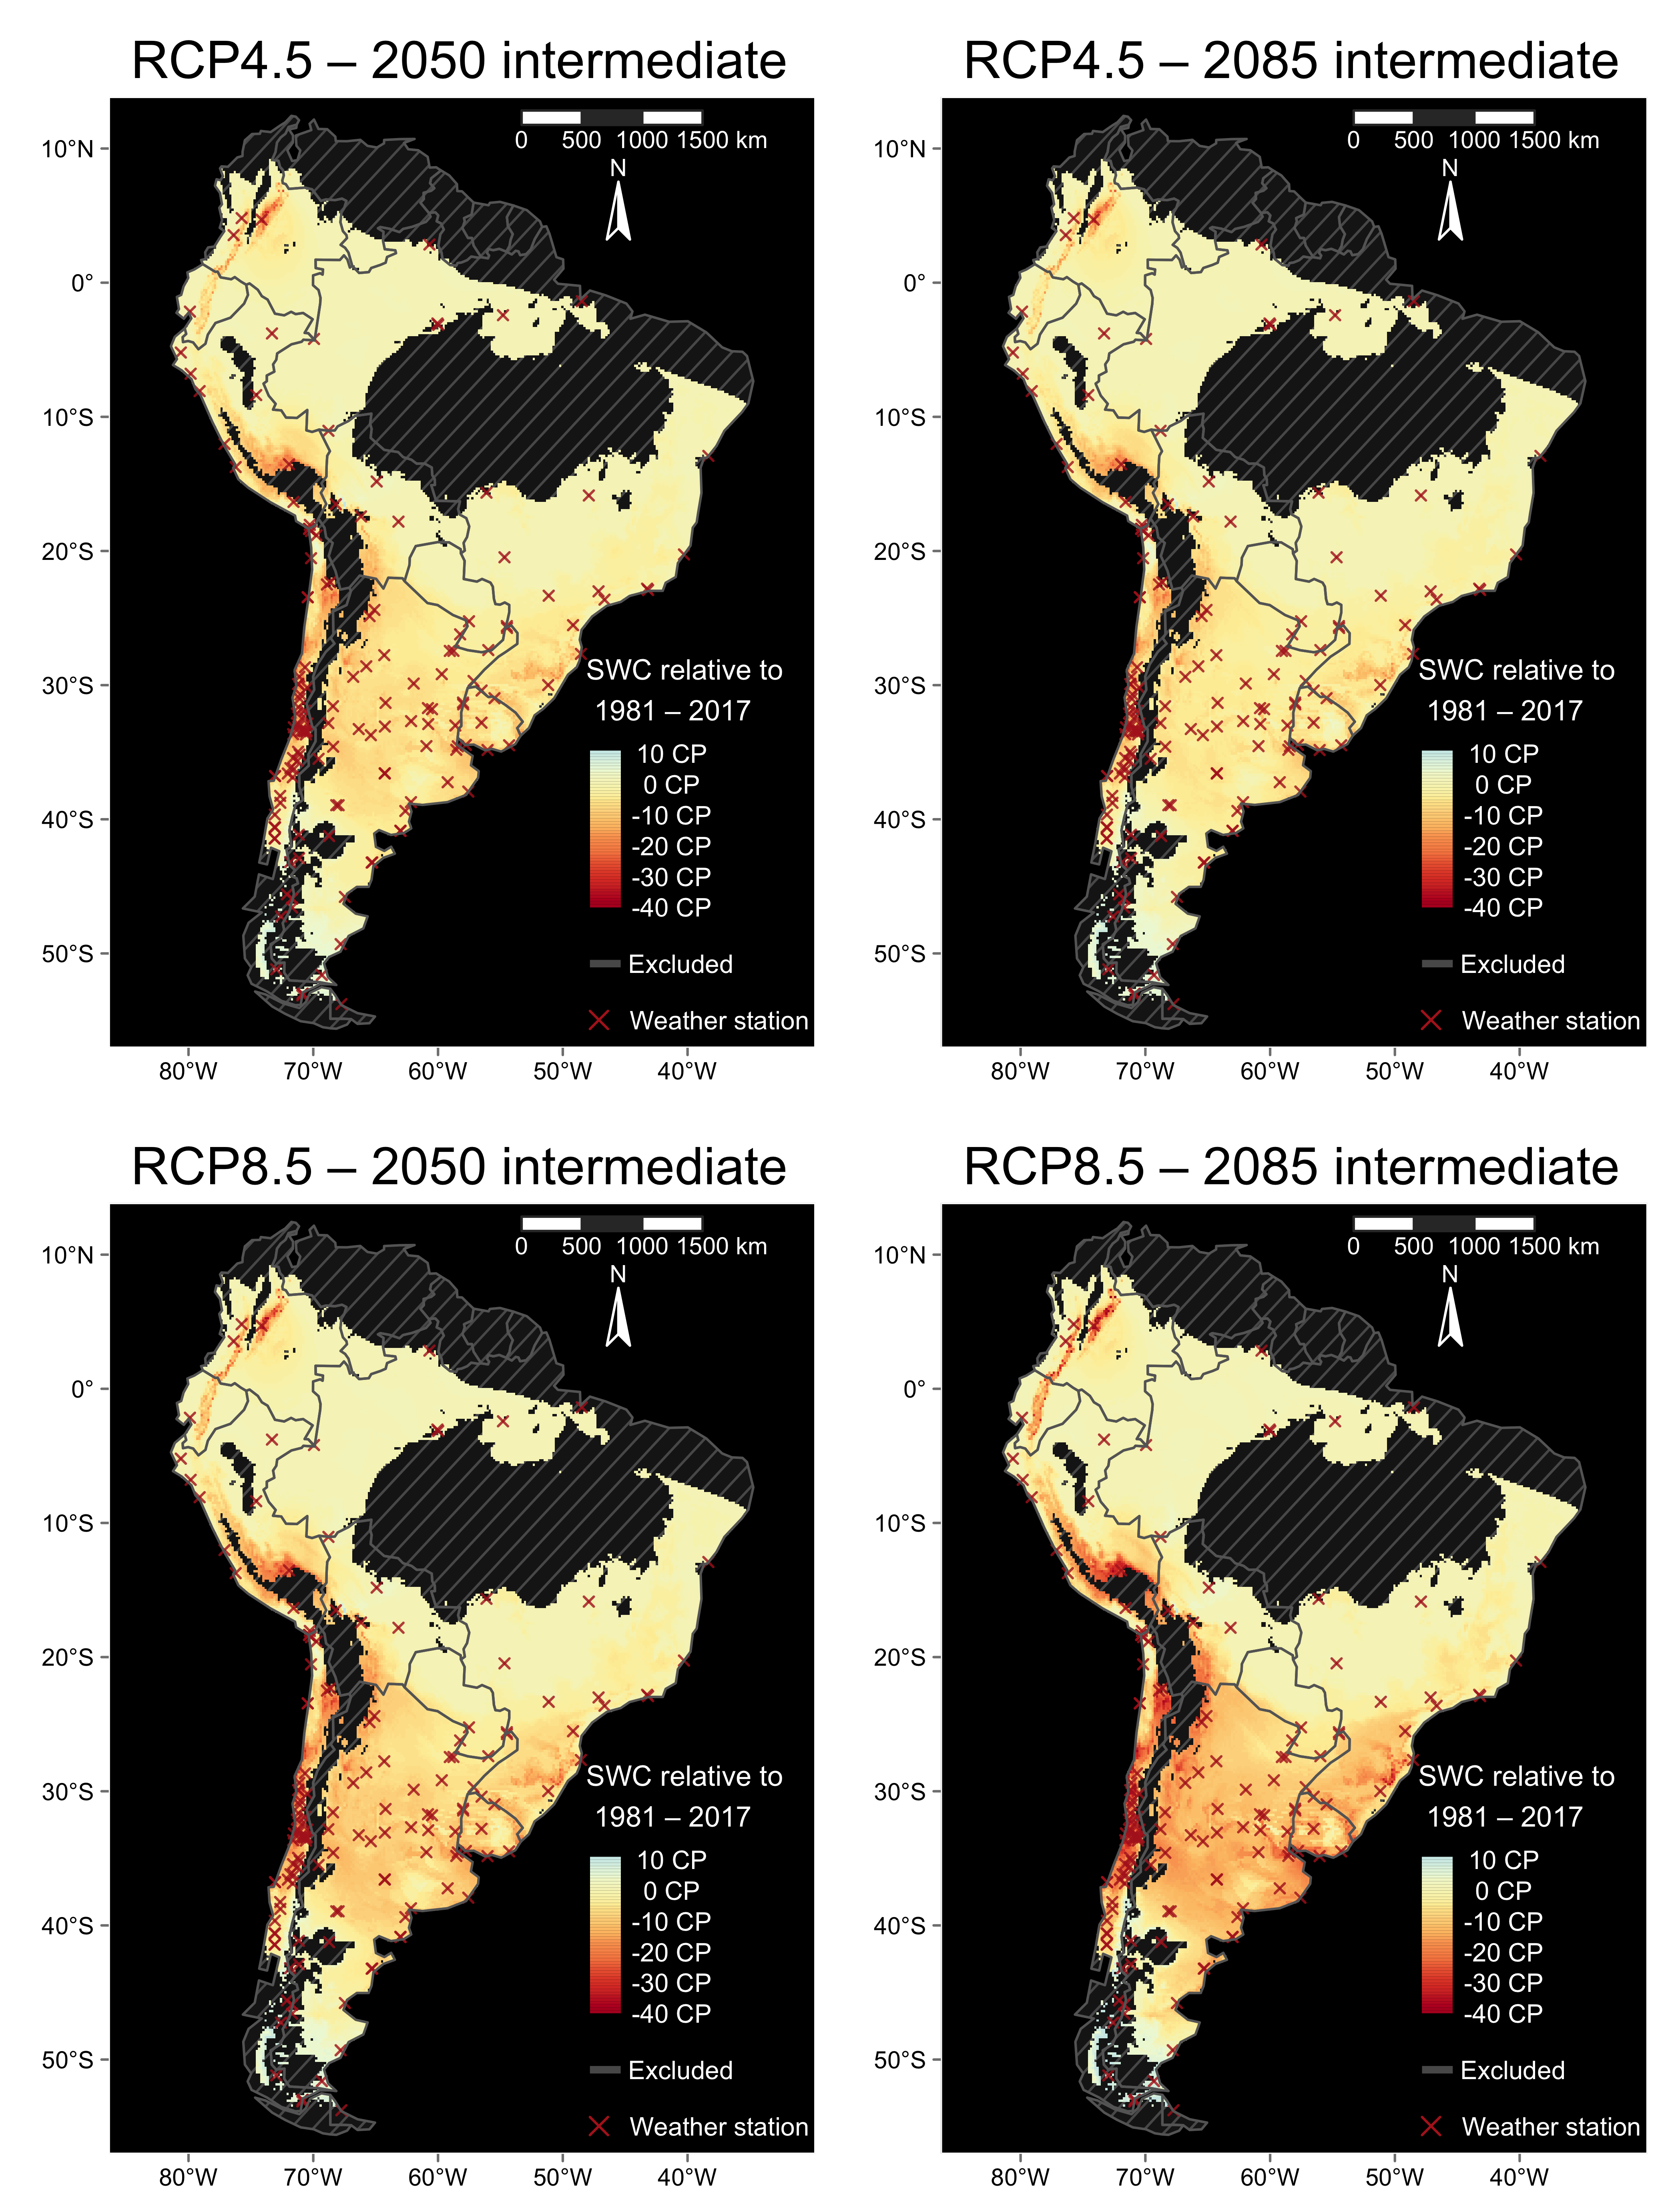 RCP4.5 – 2050 intermediate
0 500 1000 1500 km
N
10°N
0°
10°S
20°S
30°S
40°S
50°S
SWC relative to
1981 – 2017
10 CP
0 CP
-10 CP
-20 CP
-30 CP
-40 CP
Excluded
Weather station
80°W 70°W 60°W 50°W 40°W
RCP4.5 – 2085 intermediate
0 500 1000 1500 km
N
10°N
0°
10°S
20°S
30°S
40°S
50°S
SWC relative to
1981 – 2017
10 CP
0 CP
-10 CP
-20 CP
-30 CP
-40 CP
Excluded
Weather station
80°W 70°W 60°W 50°W 40°W
RCP8.5 – 2050 intermediate
0 500 1000 1500 km
N
10°N
0°
10°S
20°S
30°S
40°S
50°S
SWC relative to
1981 – 2017
10 CP
0 CP
-10 CP
-20 CP
-30 CP
-40 CP
Excluded
Weather station
80°W 70°W 60°W 50°W 40°W
RCP8.5 – 2085 intermediate
0 500 1000 1500 km
N
10°N
0°
10°S
20°S
30°S
40°S
50°S
SWC relative to
1981 – 2017
10 CP
0 CP
-10 CP
-20 CP
-30 CP
-40 CP
Excluded
Weather station
80°W 70°W 60°W 50°W 40°W